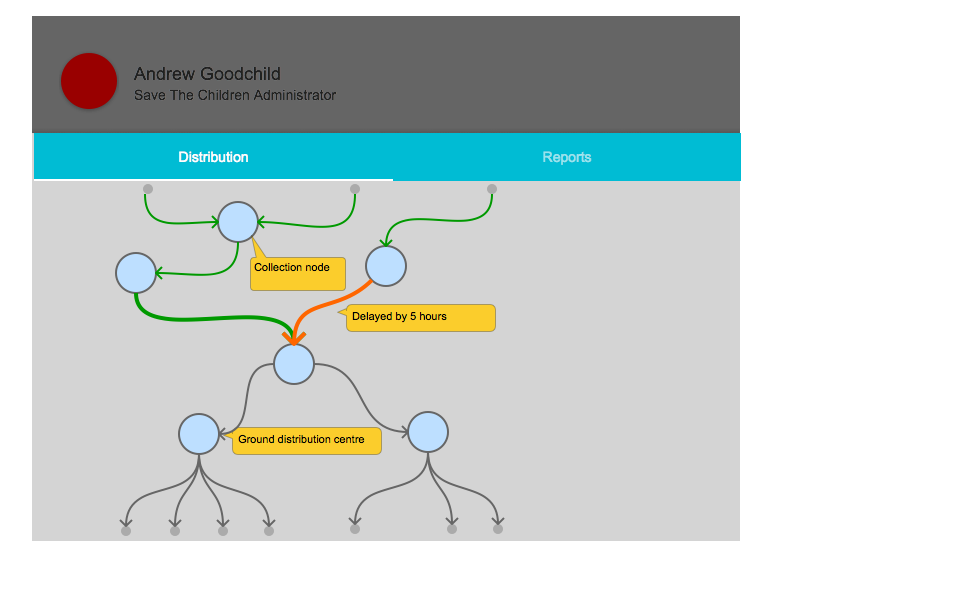 Andrew Goodchild
Save The Children Administrator
Distribution
Reports
Collection node
Delayed by 5 hours
Ground distribution centre